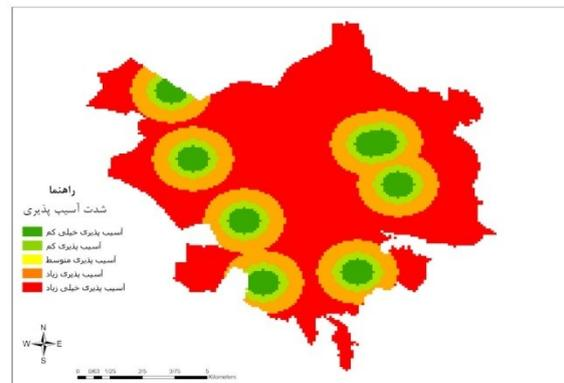 راهنما
شدت آسیب پذیری
آسیب پذیری خیلی کم
آسیب پذیری کم
آسیب پذیری متوسط
آسیب پذیری زیاد
آسیب پذیری خیلی زیاد
N
W E
S
0 0/63 1/25 2/5 3/75 5
Kilometers